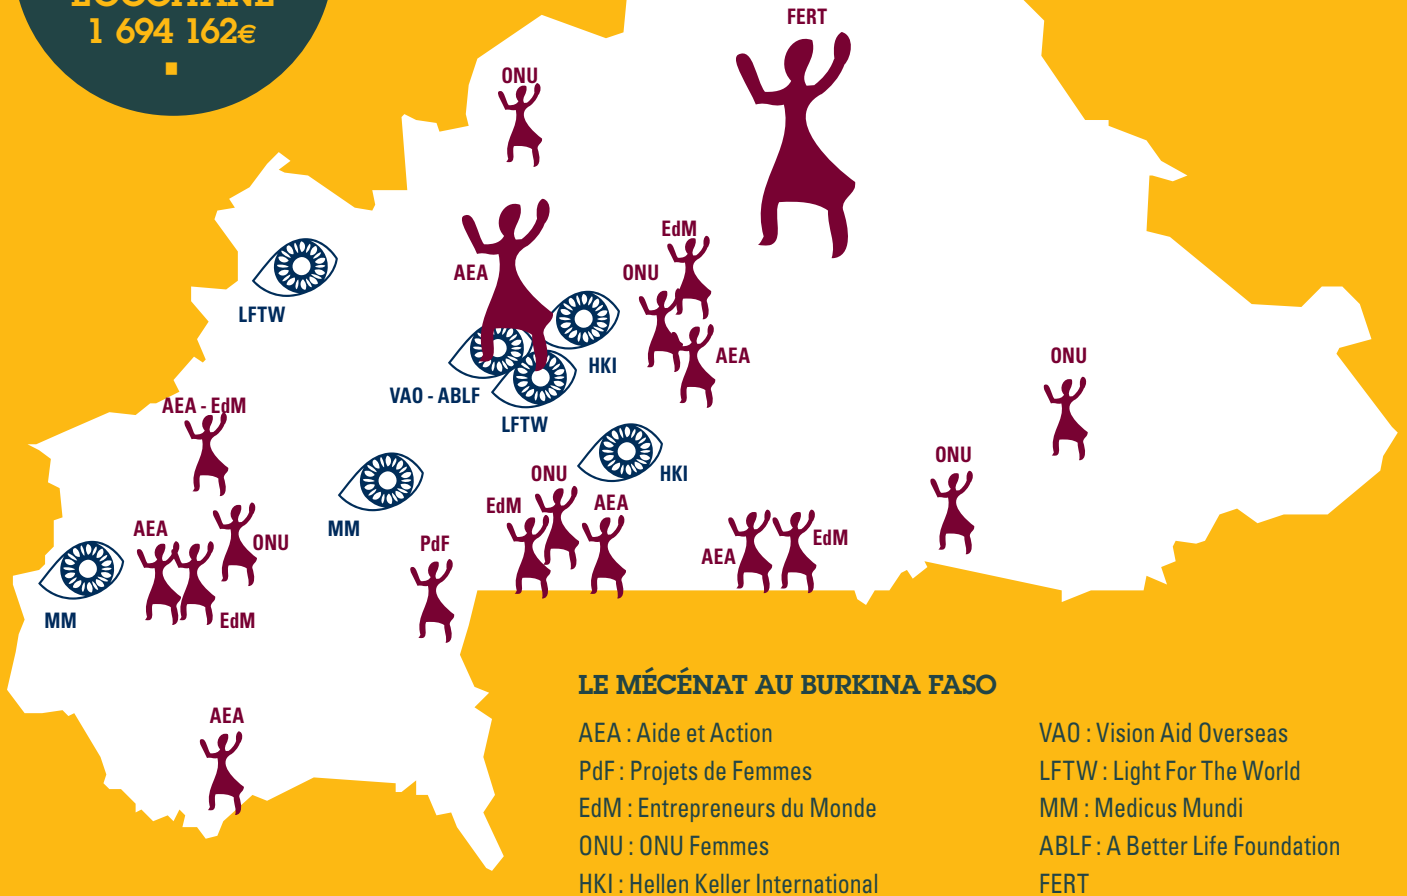 L'OCCITANE
1 694 162€
FERT
ONU
EdM
AEA
ONU
LFTW
HKI
AEA
ONU
VAO - ABLF
LFTW
AEA - EdM
ONU
HKI
ONU
EdM
AEA
MM
AEA
ONU
PdF
AEA
EdM
MM
EdM
AEA
LE MÉCÉNAT AU BURKINA FASO
AEA : Aide et Action
PdF : Projets de Femmes
EdM : Entrepreneurs du Monde
ONU : ONU Femmes
HKI : Hellen Keller International
VAO : Vision Aid Overseas
LFTW : Light For The World
MM : Medicus Mundi
ABLF : A Better Life Foundation
FERT